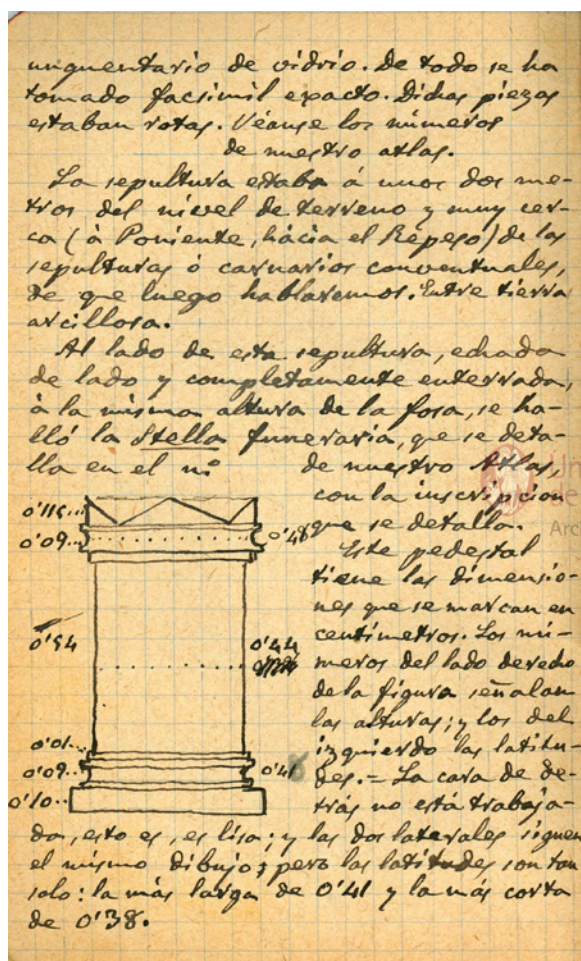 unguentario de vidrio. De todo se ha
tomado facsimil exacto. Dichas piezas
estaban rotas. Véanse los números
de nuestro atlas.
La sepultura estaba á unos dos me-
tros del nivel de terreno y muy cer-
ca (á Poniente, hácia el Repeso) de las
sepulturas ó carnarios conventuales,
de que luego hablaremos. Entre tierra
arcillosa.
Al lado de esta sepultura, echada
de lado y completamente enterrada,
á la misma altura de la fosa, se ha-
lló la Stella funeraria, que se deta-
lla en el n.º de nuestro Atlas,
con la inscripcion
que se detalla.
Este pedestal
tiene las dimensio-
nes que se marcan en
centímetros. Los nú-
meros del lado derecho
de la figura señalan
las alturas; y los del
izquierdo las latitu-
des. = La cara de de-
trás no está trabaja-
da, esto es, es lisa; y las dos laterales siguen
el mismo dibujo; pero las latitudes son tan
solo: la más larga de 0'41 y la más corta
de 0'38.
0'115..
0'09..
0'48
0'54
0'44
0'01..
0'09..
0'10..
Arc